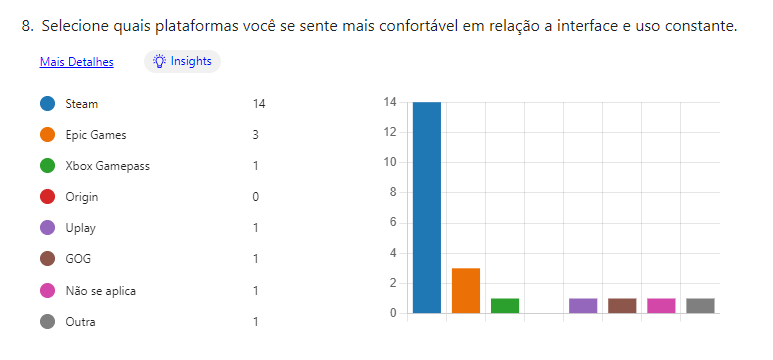 8. Selecione quais plataformas você se sente mais confortável em relação a interface e uso constante.
Mais Detalhes
Insights
Steam 14
Epic Games 3
Xbox Gamepass 1
Origin 0
Uplay 1
GOG 1
Não se aplica 1
Outra 1
14
12
10
8
6
4
2
0